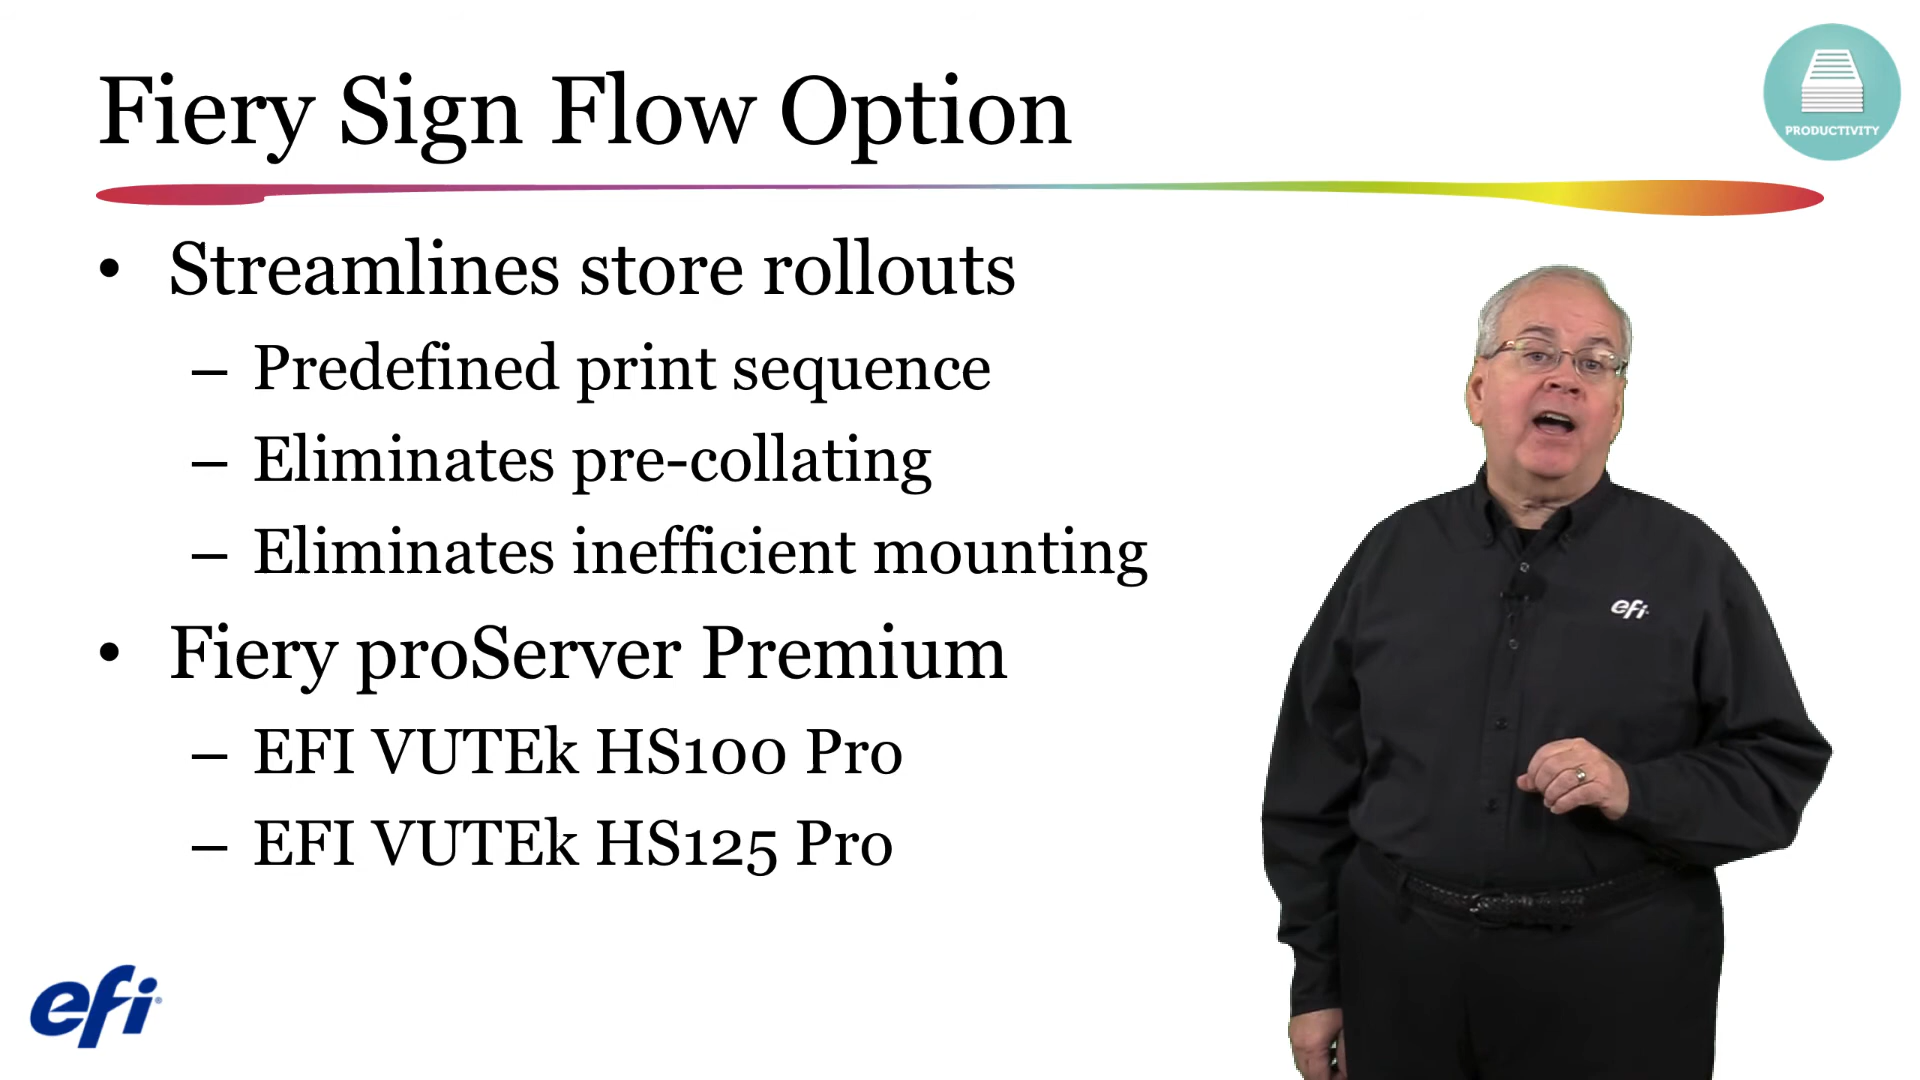 Fiery Sign Flow Option
PRODUCTIVITY
• Streamlines store rollouts
– Predefined print sequence
– Eliminates pre-collating
– Eliminates inefficient mounting
• Fiery proServer Premium
– EFI VUTEk HS100 Pro
– EFI VUTEk HS125 Pro
efi
efi